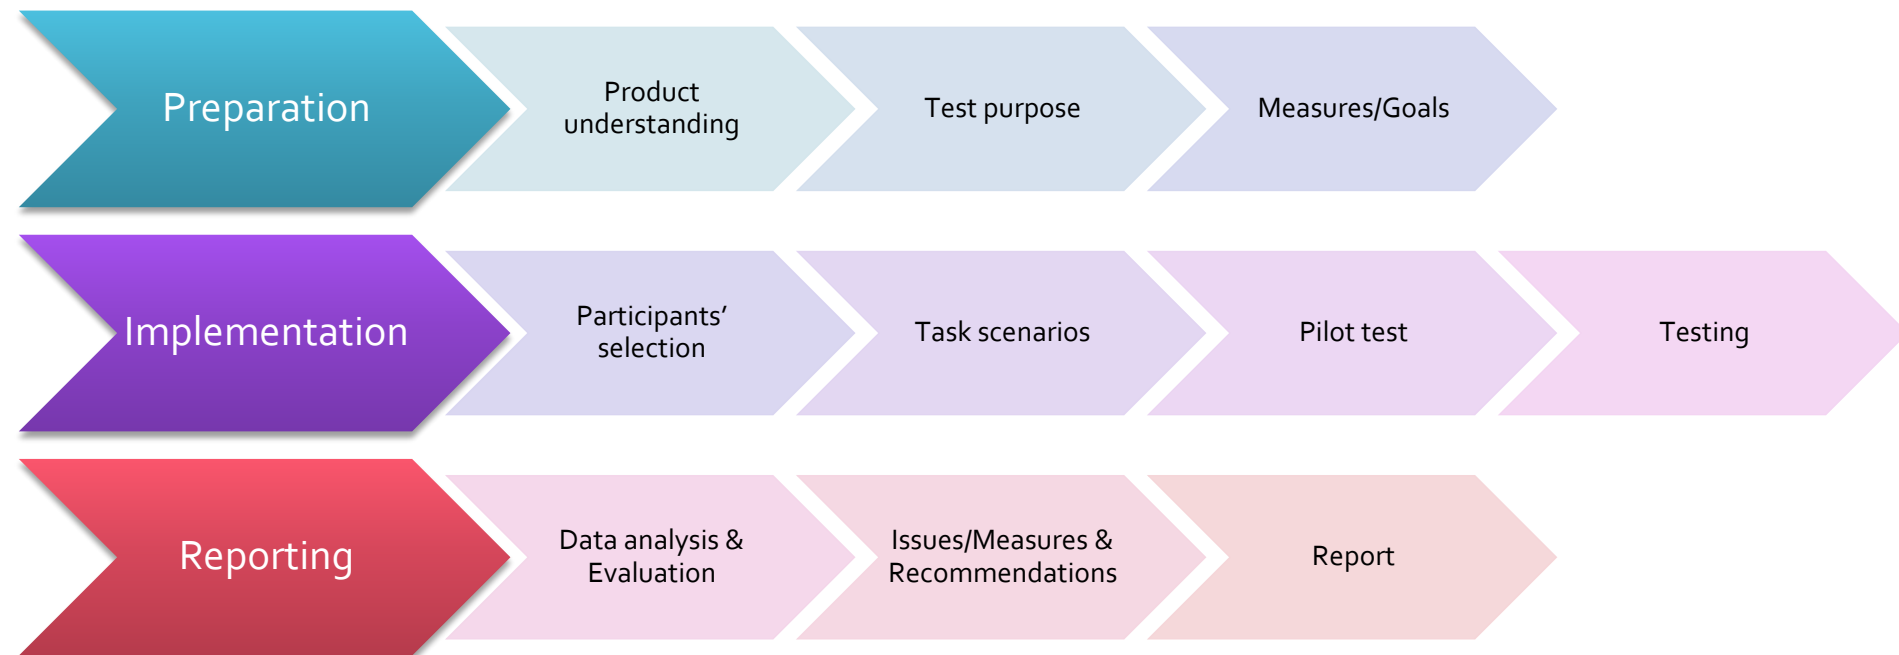 Preparation
Product
understanding
Test purpose
Measures/Goals
Implementation
Participants’
selection
Task scenarios
Pilot test
Testing
Reporting
Data analysis &
Evaluation
Issues/Measures &
Recommendations
Report